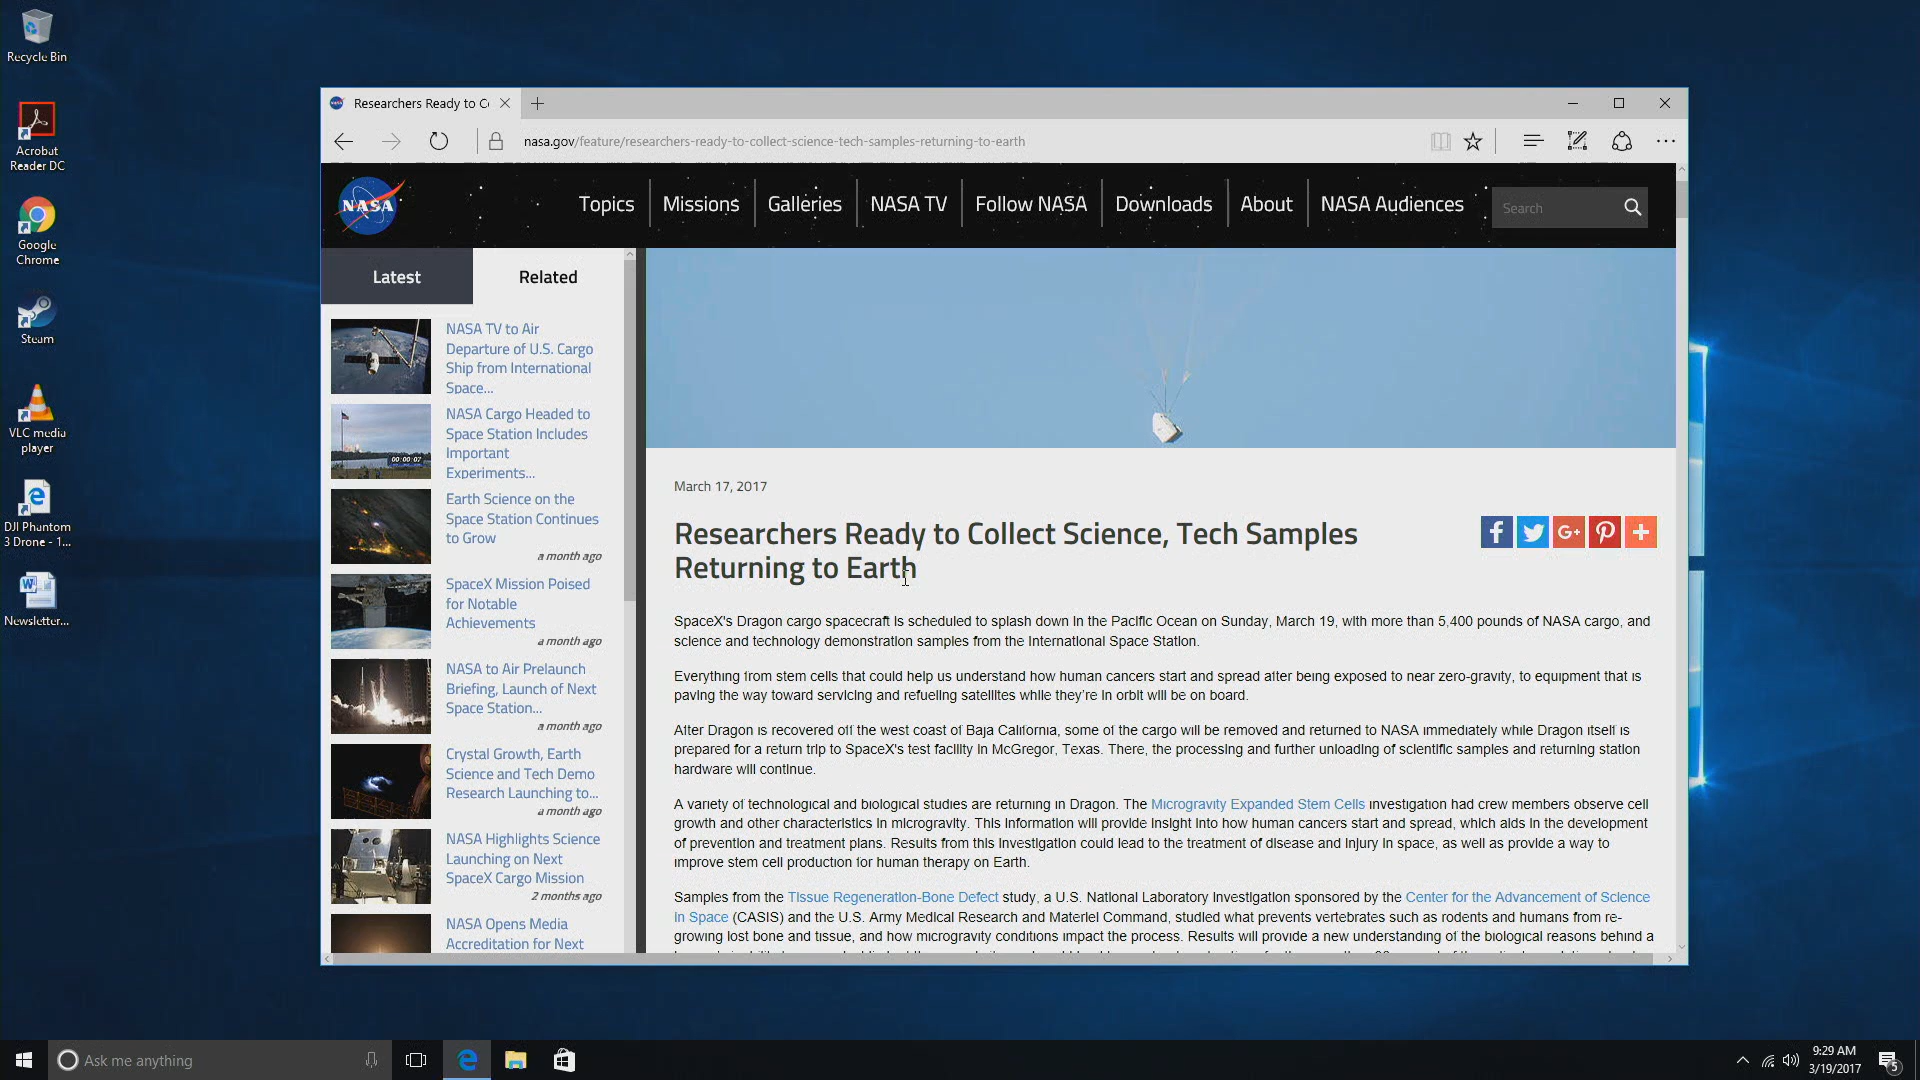 Recycle Bin
Acrobat
Reader DC
Google
Chrome
Steam
VLC media
player
DJI Phantom
3 Drone - 1...
Newsletter...
Researchers Ready to Co
nasa.gov/feature/researchers-ready-to-collect-science-tech-samples-returning-to-earth
NASA
Topics
Missions
Galleries
NASA TV
Follow NASA
Downloads
About
NASA Audiences
Search
Latest
Related
NASA TV to Air
Departure of U.S. Cargo
Ship from International
Space...
NASA Cargo Headed to
Space Station Includes
Important
Experiments...
00:00:07
Earth Science on the
Space Station Continues
to Grow
a month ago
SpaceX Mission Poised
for Notable
Achievements
a month ago
NASA to Air Prelaunch
Briefing, Launch of Next
Space Station...
a month ago
Crystal Growth, Earth
Science and Tech Demo
Research Launching to...
a month ago
NASA Highlights Science
Launching on Next
SpaceX Cargo Mission
2 months ago
NASA Opens Media
Accreditation for Next
March 17, 2017
Researchers Ready to Collect Science, Tech Samples
Returning to Earth
SpaceX's Dragon cargo spacecraft is scheduled to splash down in the Pacific Ocean on Sunday, March 19, with more than 5,400 pounds of NASA cargo, and
science and technology demonstration samples from the International Space Station.
Everything from stem cells that could help us understand how human cancers start and spread after being exposed to near zero-gravity, to equipment that is
paving the way toward servicing and refueling satellites while they're in orbit will be on board.
After Dragon is recovered off the west coast of Baja California, some of the cargo will be removed and returned to NASA immediately while Dragon itself is
prepared for a return trip to SpaceX's test facility in McGregor, Texas. There, the processing and further unloading of scientific samples and returning station
hardware will continue.
A variety of technological and biological studies are returning in Dragon. The Microgravity Expanded Stem Cells investigation had crew members observe cell
growth and other characteristics in microgravity. This information will provide insight into how human cancers start and spread, which aids in the development
of prevention and treatment plans. Results from this investigation could lead to the treatment of disease and injury in space, as well as provide a way to
improve stem cell production for human therapy on Earth.
Samples from the Tissue Regeneration-Bone Defect study, a U.S. National Laboratory investigation sponsored by the Center for the Advancement of Science
in Space (CASIS) and the U.S. Army Medical Research and Materiel Command, studied what prevents vertebrates such as rodents and humans from re-
growing lost bone and tissue, and how microgravity conditions impact the process. Results will provide a new understanding of the biological reasons behind a
Ask me anything
9:29 AM
3/19/2017
5